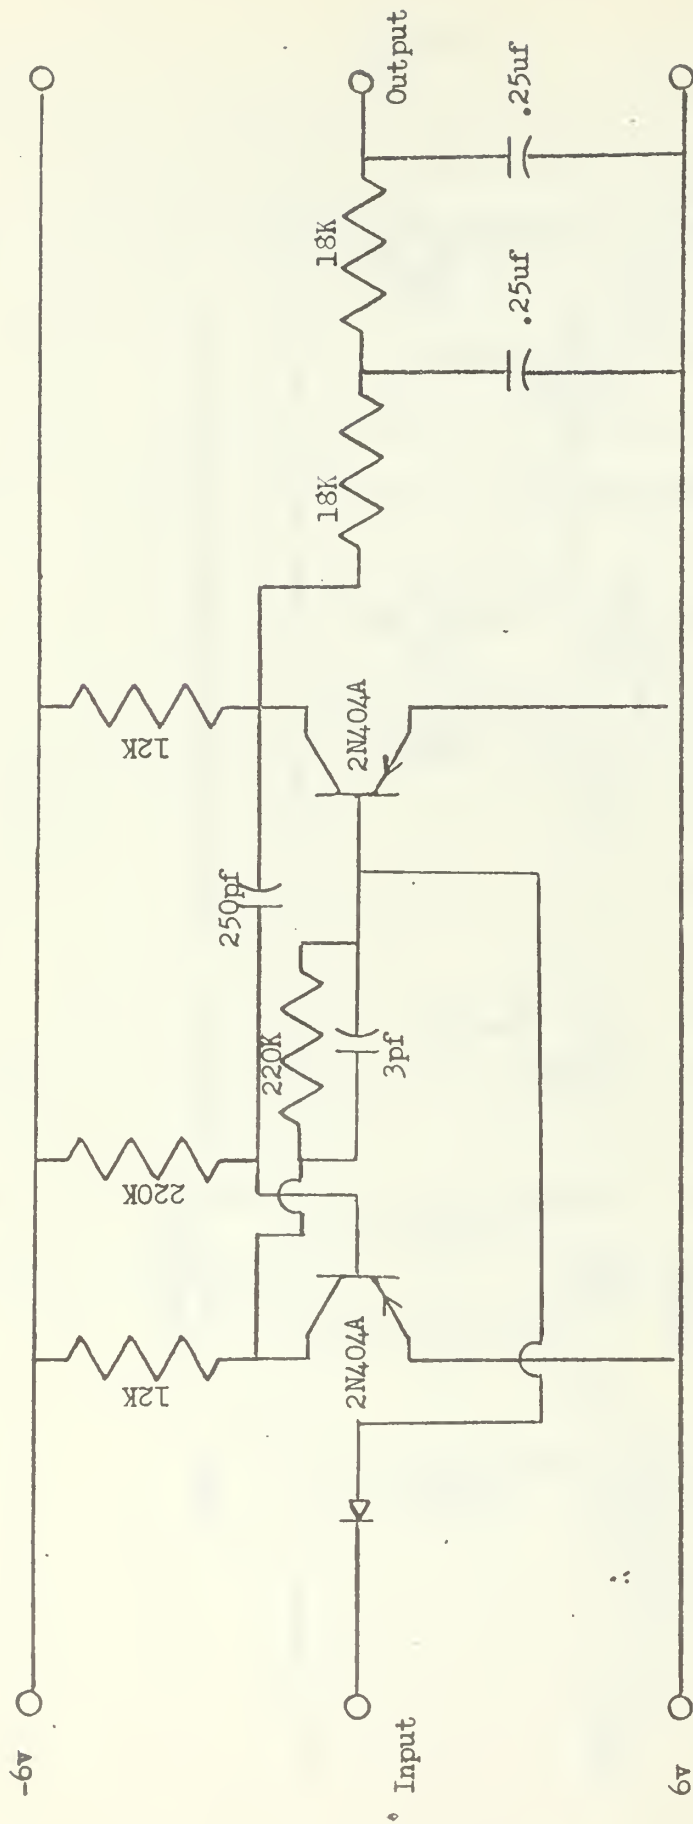 -6v
12K
220K
12K
250pf
220K
3pf
2N404A
2N404A
18K
18K
.25uf
.25uf
Input
Output
6v